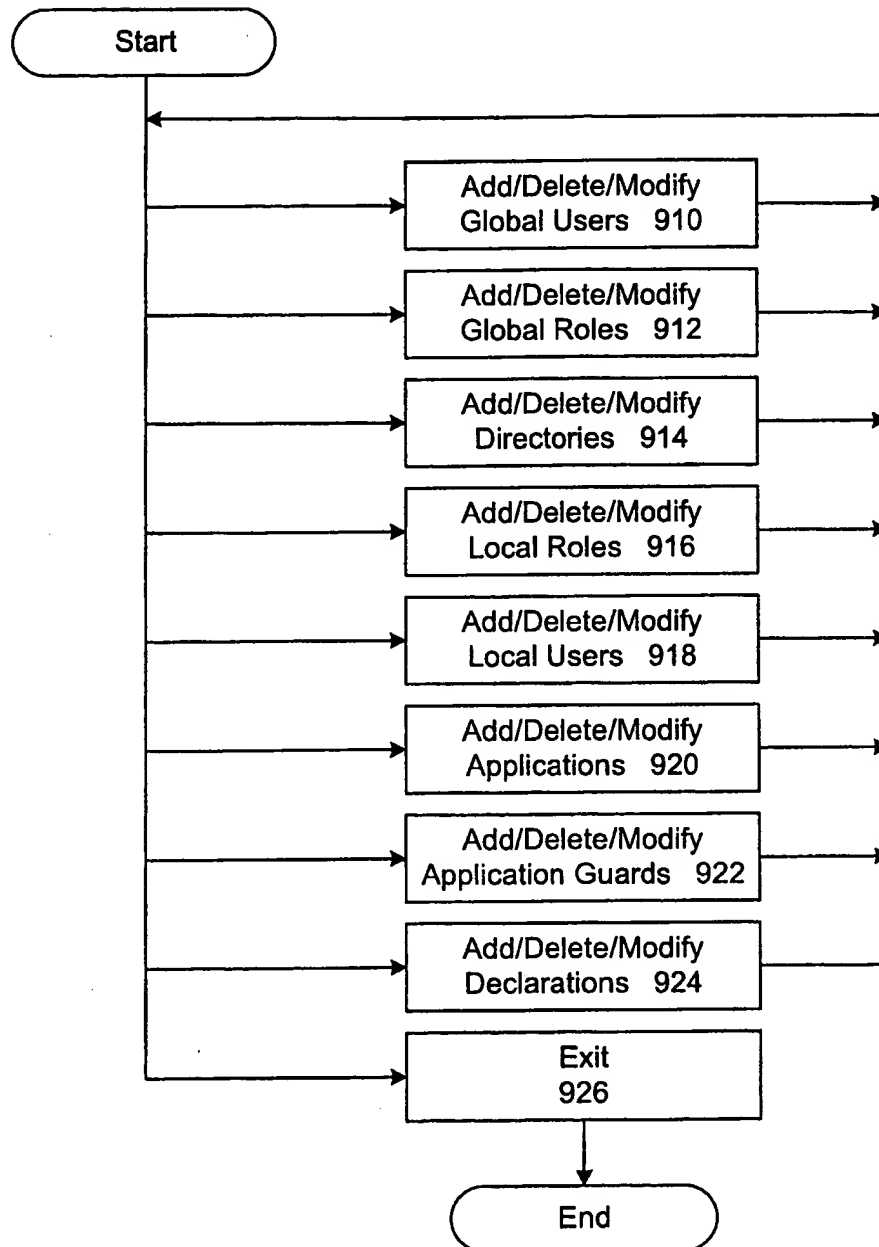 Start
Add/Delete/Modify
Global Users 910
Add/Delete/Modify
Global Roles 912
Add/Delete/Modify
Directories 914
Add/Delete/Modify
Local Roles 916
Add/Delete/Modify
Local Users 918
Add/Delete/Modify
Applications 920
Add/Delete/Modify
Application Guards 922
Add/Delete/Modify
Declarations 924
Exit
926
End